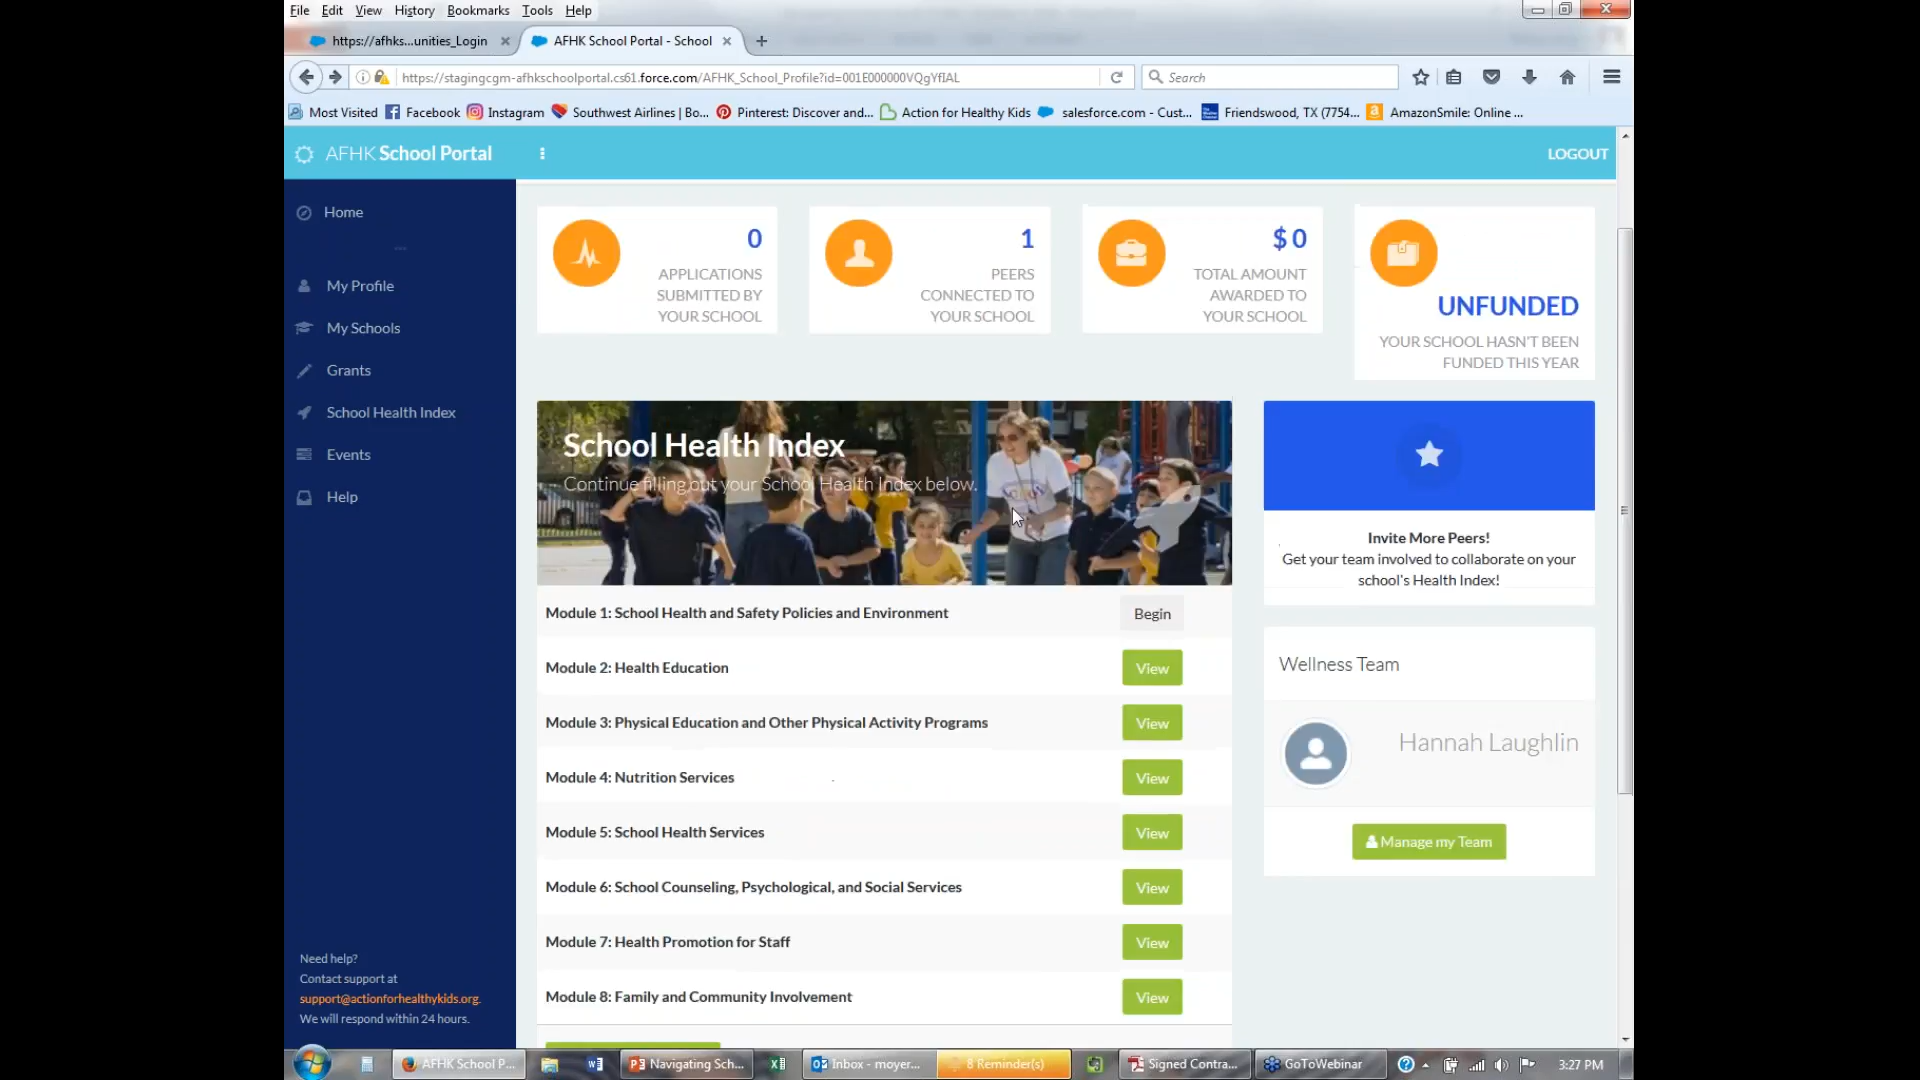 File Edit View History Bookmarks Tools Help
https://afhks...unities_Login
AFHK School Portal - School
https://stagingcgm-afhkschoolportal.cs61.force.com/AFHK_School_Profile?id=001E000000VQgYfIAL
Search
Most Visited Facebook Instagram Southwest Airlines | Bo... Pinterest: Discover and... Action for Healthy Kids salesforce.com - Cust... Friendswood, TX (7754... AmazonSmile: Online ...
AFHK School Portal
LOGOUT
Home
My Profile
My Schools
Grants
School Health Index
Events
Help
Need help?
Contact support at
support@actionforhealthykids.org.
We will respond within 24 hours.
0
APPLICATIONS
SUBMITTED BY
YOUR SCHOOL
1
PEERS
CONNECTED TO
YOUR SCHOOL
$ 0
TOTAL AMOUNT
AWARDED TO
YOUR SCHOOL
UNFUNDED
YOUR SCHOOL HASN'T BEEN
FUNDED THIS YEAR
School Health Index
Continue filling out your School Health Index below.
Module 1: School Health and Safety Policies and Environment Begin
Module 2: Health Education View
Module 3: Physical Education and Other Physical Activity Programs View
Module 4: Nutrition Services View
Module 5: School Health Services View
Module 6: School Counseling, Psychological, and Social Services View
Module 7: Health Promotion for Staff View
Module 8: Family and Community Involvement View
Invite More Peers!
Get your team involved to collaborate on your
school's Health Index!
Wellness Team
Hannah Laughlin
Manage my Team
AFHK School P... Navigating Sch... Inbox - moyer... 8 Reminder(s) Signed Contra... GoToWebinar 3:27 PM